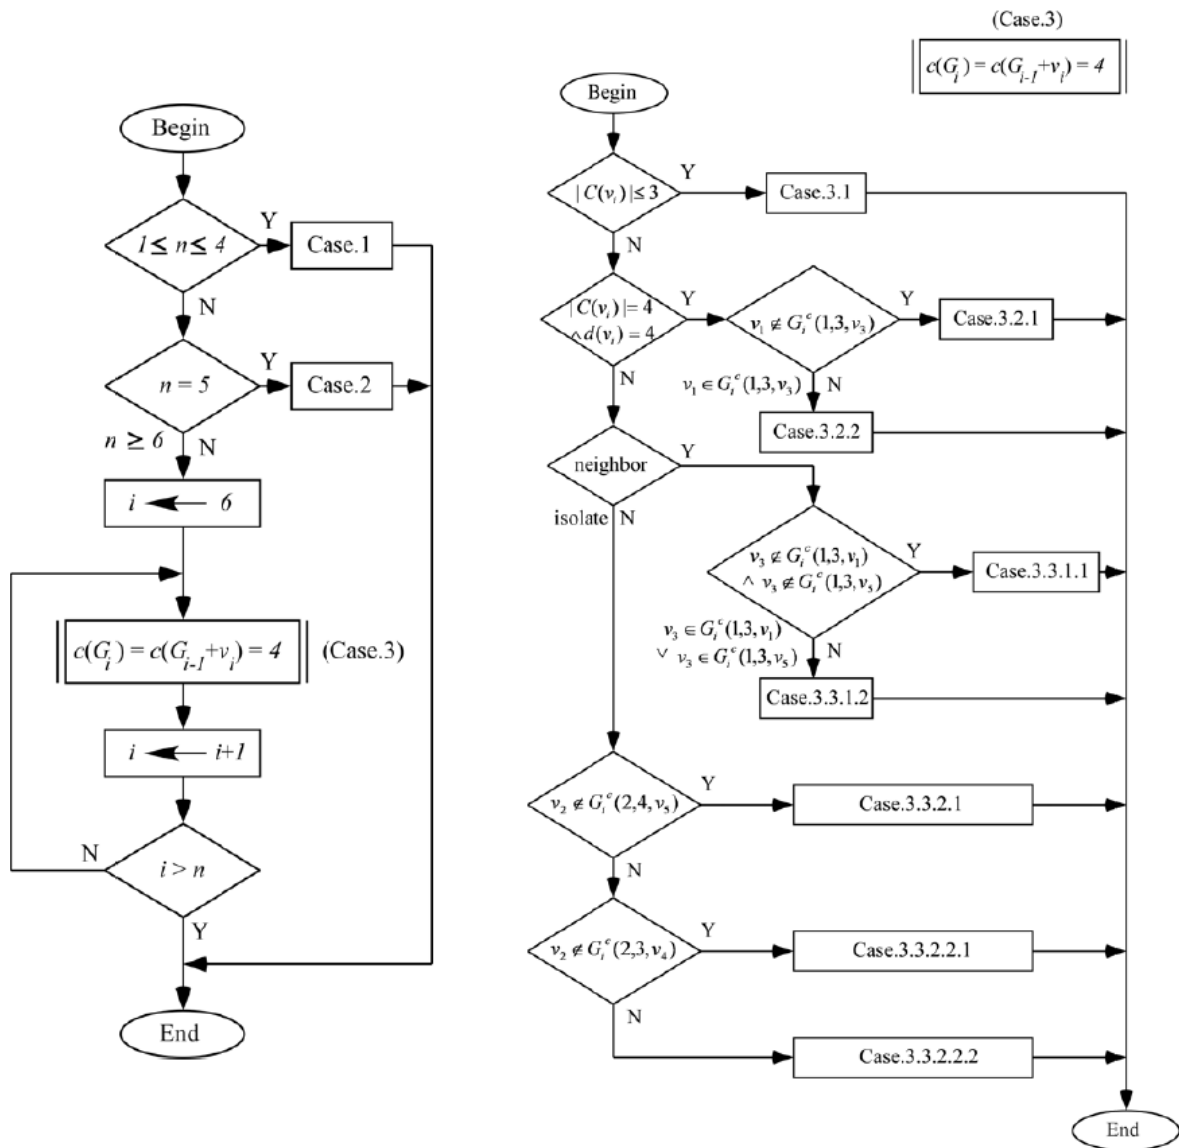 Begin
1 ≤ n ≤ 4
Y
Case.1
N
n = 5
Y
Case.2
n ≥ 6
N
i ← 6
c(G_i) = c(G_{i-1}+v_i) = 4
(Case.3)
i ← i+1
N
i > n
Y
End
(Case.3)
c(G_i) = c(G_{i-1}+v_i) = 4
Begin
|C(v_i)| ≤ 3
Y
Case.3.1
N
|C(v_i)| = 4
∧ d(v_i) = 4
Y
v_1 ∉ G_i^c(1,3,v_3)
Y
Case.3.2.1
N
v_1 ∈ G_i^c(1,3,v_3)
N
Case.3.2.2
neighbor
Y
isolate
N
v_3 ∉ G_i^c(1,3,v_1)
∧ v_3 ∉ G_i^c(1,3,v_5)
Y
Case.3.3.1.1
v_3 ∈ G_i^c(1,3,v_1)
∨ v_3 ∈ G_i^c(1,3,v_5)
N
Case.3.3.1.2
v_2 ∉ G_i^c(2,4,v_5)
Y
Case.3.3.2.1
N
v_2 ∉ G_i^c(2,3,v_4)
Y
Case.3.3.2.2.1
N
Case.3.3.2.2.2
End